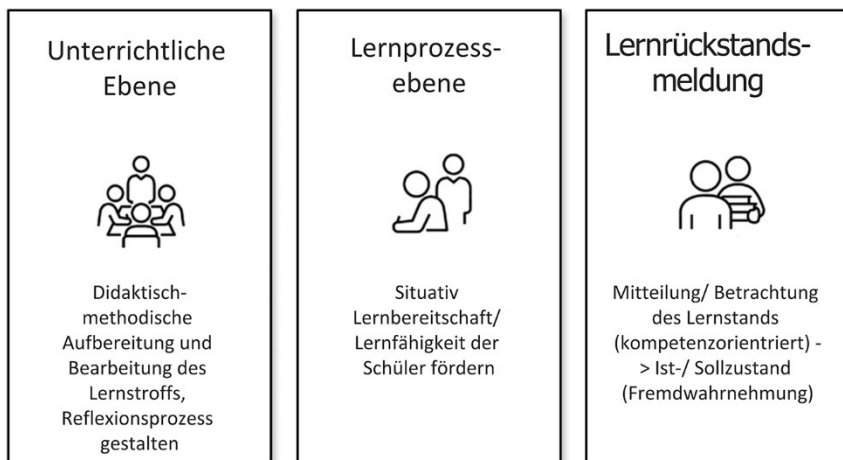 Unterrichtliche
Ebene
Didaktisch-
methodische
Aufbereitung und
Bearbeitung des
Lernstroffs,
Reflexionsprozess
gestalten
Lernprozess-
ebene
Situativ
Lernbereitschaft/
Lernfähigkeit der
Schüler fördern
Lernrückstands-
meldung
Mitteilung/ Betrachtung
des Lernstands
(kompetenzorientiert) -
> Ist-/ Sollzustand
(Fremdwahrnehmung)